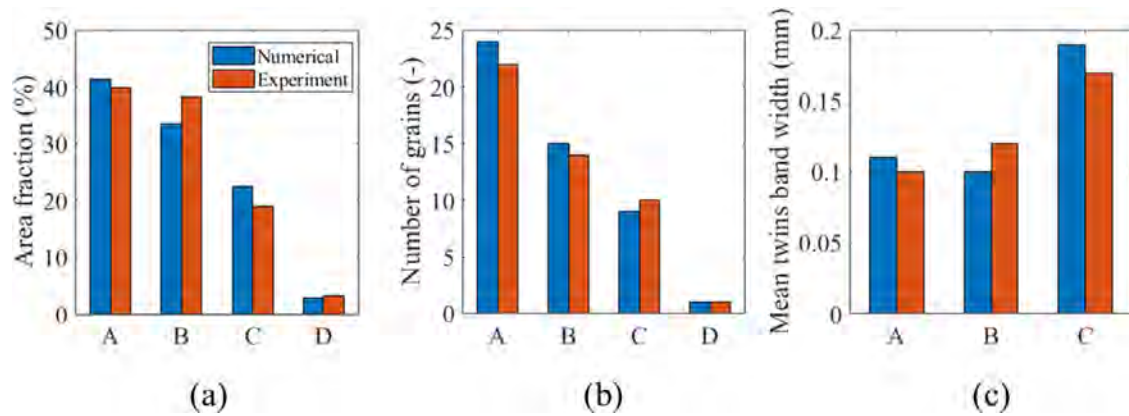 Area fraction (%)
50
40
30
20
10
0
Numerical
Experiment
A B C D
(a)
Number of grains (-)
25
20
15
10
5
0
A B C D
(b)
Mean twins band width (mm)
0.2
0.15
0.1
0.05
0
A B C
(c)